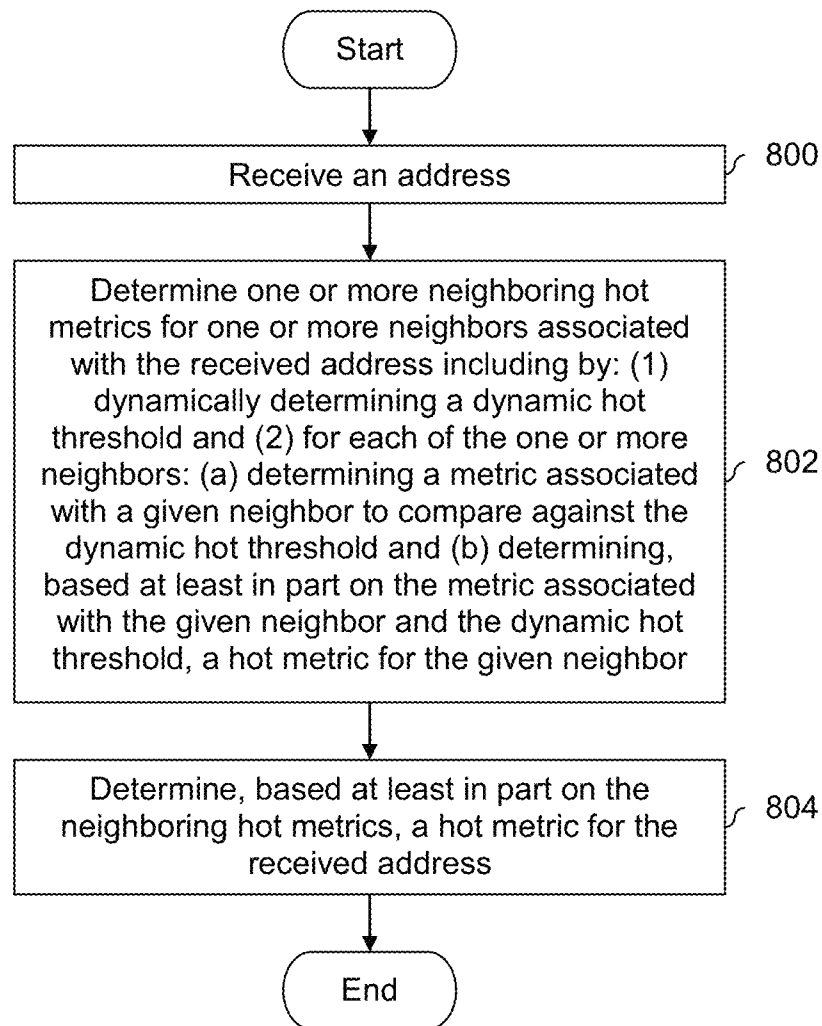 Start
Receive an address
800
Determine one or more neighboring hot
metrics for one or more neighbors associated
with the received address including by: (1)
dynamically determining a dynamic hot
threshold and (2) for each of the one or more
neighbors: (a) determining a metric associated
with a given neighbor to compare against the
dynamic hot threshold and (b) determining,
based at least in part on the metric associated
with the given neighbor and the dynamic hot
threshold, a hot metric for the given neighbor
802
Determine, based at least in part on the
neighboring hot metrics, a hot metric for the
received address
804
End